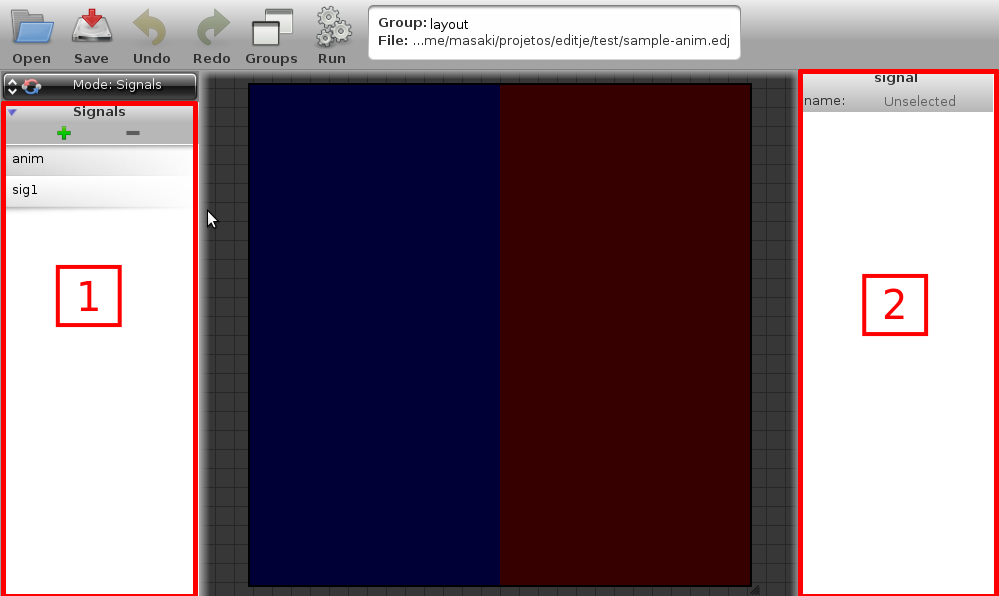 Open Save Undo Redo Groups Run
Group: layout
File: ...me/masaki/projetos/editje/test/sample-anim.edj
Mode: Signals
Signals
anim
sig1
1
signal
name: Unselected
2